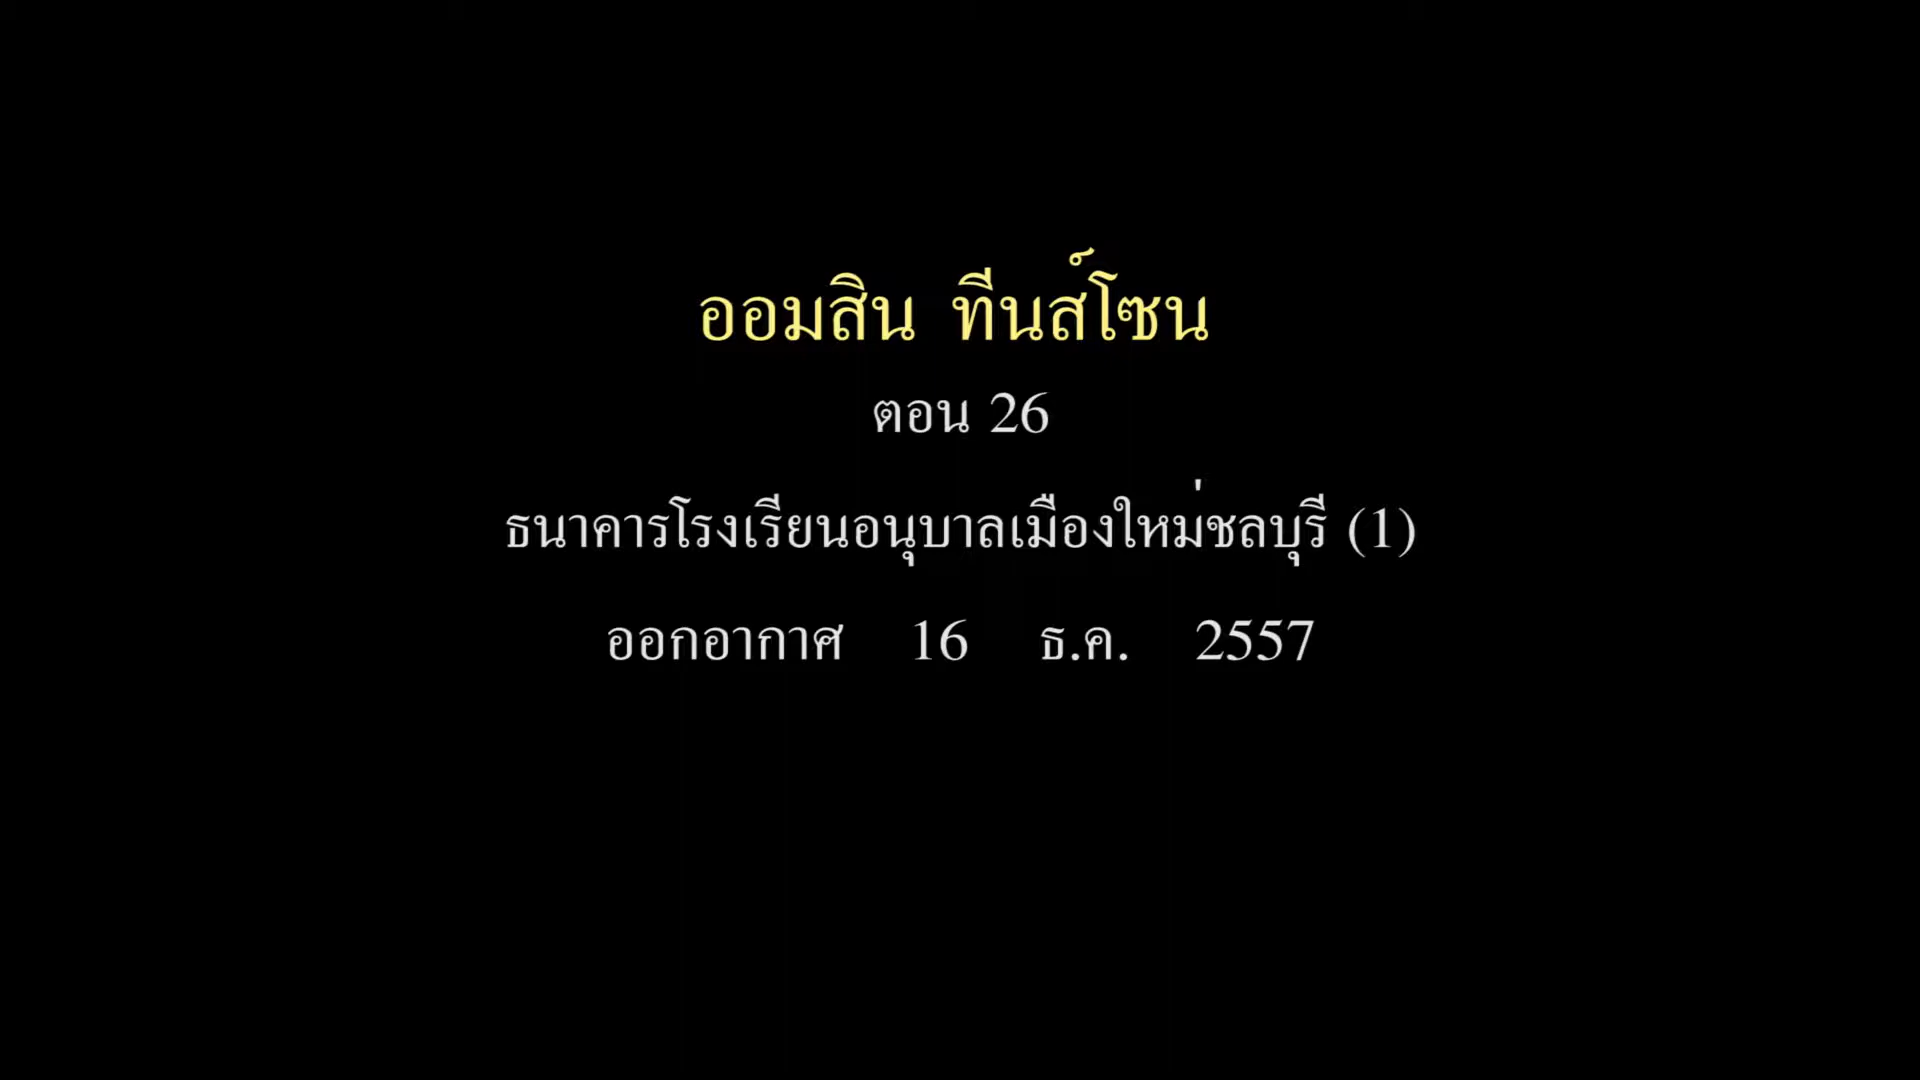 ออมสิน ทีนส์โซน
ตอน 26
ธนาคารโรงเรียนอนุบาลเมืองใหม่ชลบุรี (1)
ออกอากาศ 16 ธ.ค. 2557